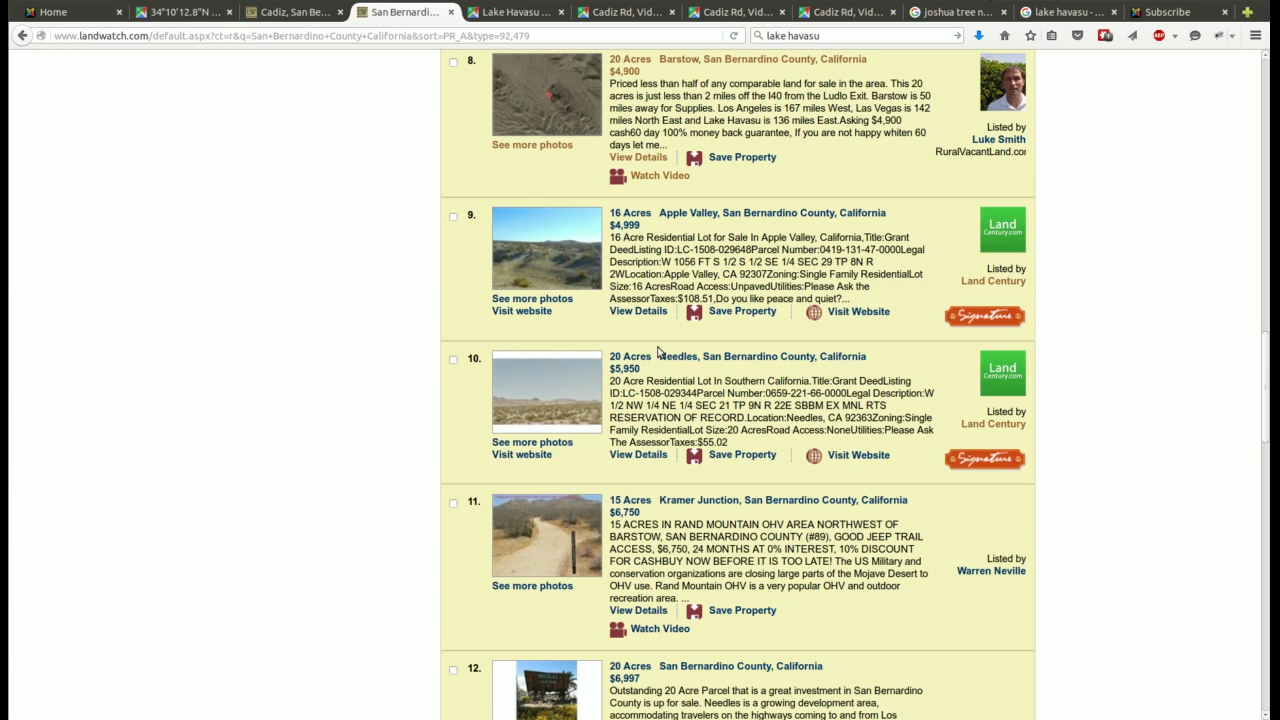 Home
34°10'12.8"N ...
Cadiz, San Be...
San Bernardi...
Lake Havasu ...
Cadiz Rd, Vid...
Cadiz Rd, Vid...
Cadiz Rd, Vid...
joshua tree n...
lake havasu - ...
Subscribe
www.landwatch.com/default.aspx?ct=r&q=San+Bernardino+County+California&sort=PR_A&type=92,479
lake havasu
8.
20 Acres Barstow, San Bernardino County, California
$4,900
Priced less than half of any comparable land for sale in the area. This 20
acres is just less than 2 miles off the I40 from the Ludlo Exit. Barstow is 50
miles away for Supplies. Los Angeles is 167 miles West, Las Vegas is 142
miles North East and Lake Havasu is 136 miles East.Asking $4,900
cash60 day 100% money back guarantee, If you are not happy whiten 60
days let me...
See more photos
View Details
Save Property
Watch Video
Listed by
Luke Smith
RuralVacantLand.cor
9.
16 Acres Apple Valley, San Bernardino County, California
$4,999
16 Acre Residential Lot for Sale In Apple Valley, California,Title:Grant
DeedListing ID:LC-1508-029648Parcel Number:0419-131-47-0000Legal
Description:W 1056 FT S 1/2 S 1/2 SE 1/4 SEC 29 TP 8N R
2WLocation:Apple Valley, CA 92307Zoning:Single Family ResidentialLot
Size:16 AcresRoad Access:UnpavedUtilities:Please Ask the
AssessorTaxes:$108.51,Do you like peace and quiet?...
See more photos
Visit website
View Details
Save Property
Visit Website
Land
Century.com
Listed by
Land Century
Signature
10.
20 Acres Needles, San Bernardino County, California
$5,950
20 Acre Residential Lot In Southern California.Title:Grant DeedListing
ID:LC-1508-029344Parcel Number:0659-221-66-0000Legal Description:W
1/2 NW 1/4 NE 1/4 SEC 21 TP 9N R 22E SBBM EX MNL RTS
RESERVATION OF RECORD.Location:Needles, CA 92363Zoning:Single
Family ResidentialLot Size:20 AcresRoad Access:NoneUtilities:Please Ask
The AssessorTaxes:$55.02
See more photos
Visit website
View Details
Save Property
Visit Website
Land
Century.com
Listed by
Land Century
Signature
11.
15 Acres Kramer Junction, San Bernardino County, California
$6,750
15 ACRES IN RAND MOUNTAIN OHV AREA NORTHWEST OF
BARSTOW, SAN BERNARDINO COUNTY (#89), GOOD JEEP TRAIL
ACCESS, $6,750, 24 MONTHS AT 0% INTEREST, 10% DISCOUNT
FOR CASHBUY NOW BEFORE IT IS TOO LATE! The US Military and
conservation organizations are closing large parts of the Mojave Desert to
OHV use. Rand Mountain OHV is a very popular OHV and outdoor
recreation area. ...
See more photos
View Details
Save Property
Watch Video
Listed by
Warren Neville
12.
20 Acres San Bernardino County, California
$6,997
Outstanding 20 Acre Parcel that is a great investment in San Bernardino
County is up for sale. Needles is a growing development area,
accommodating travelers on the highways coming to and from Los